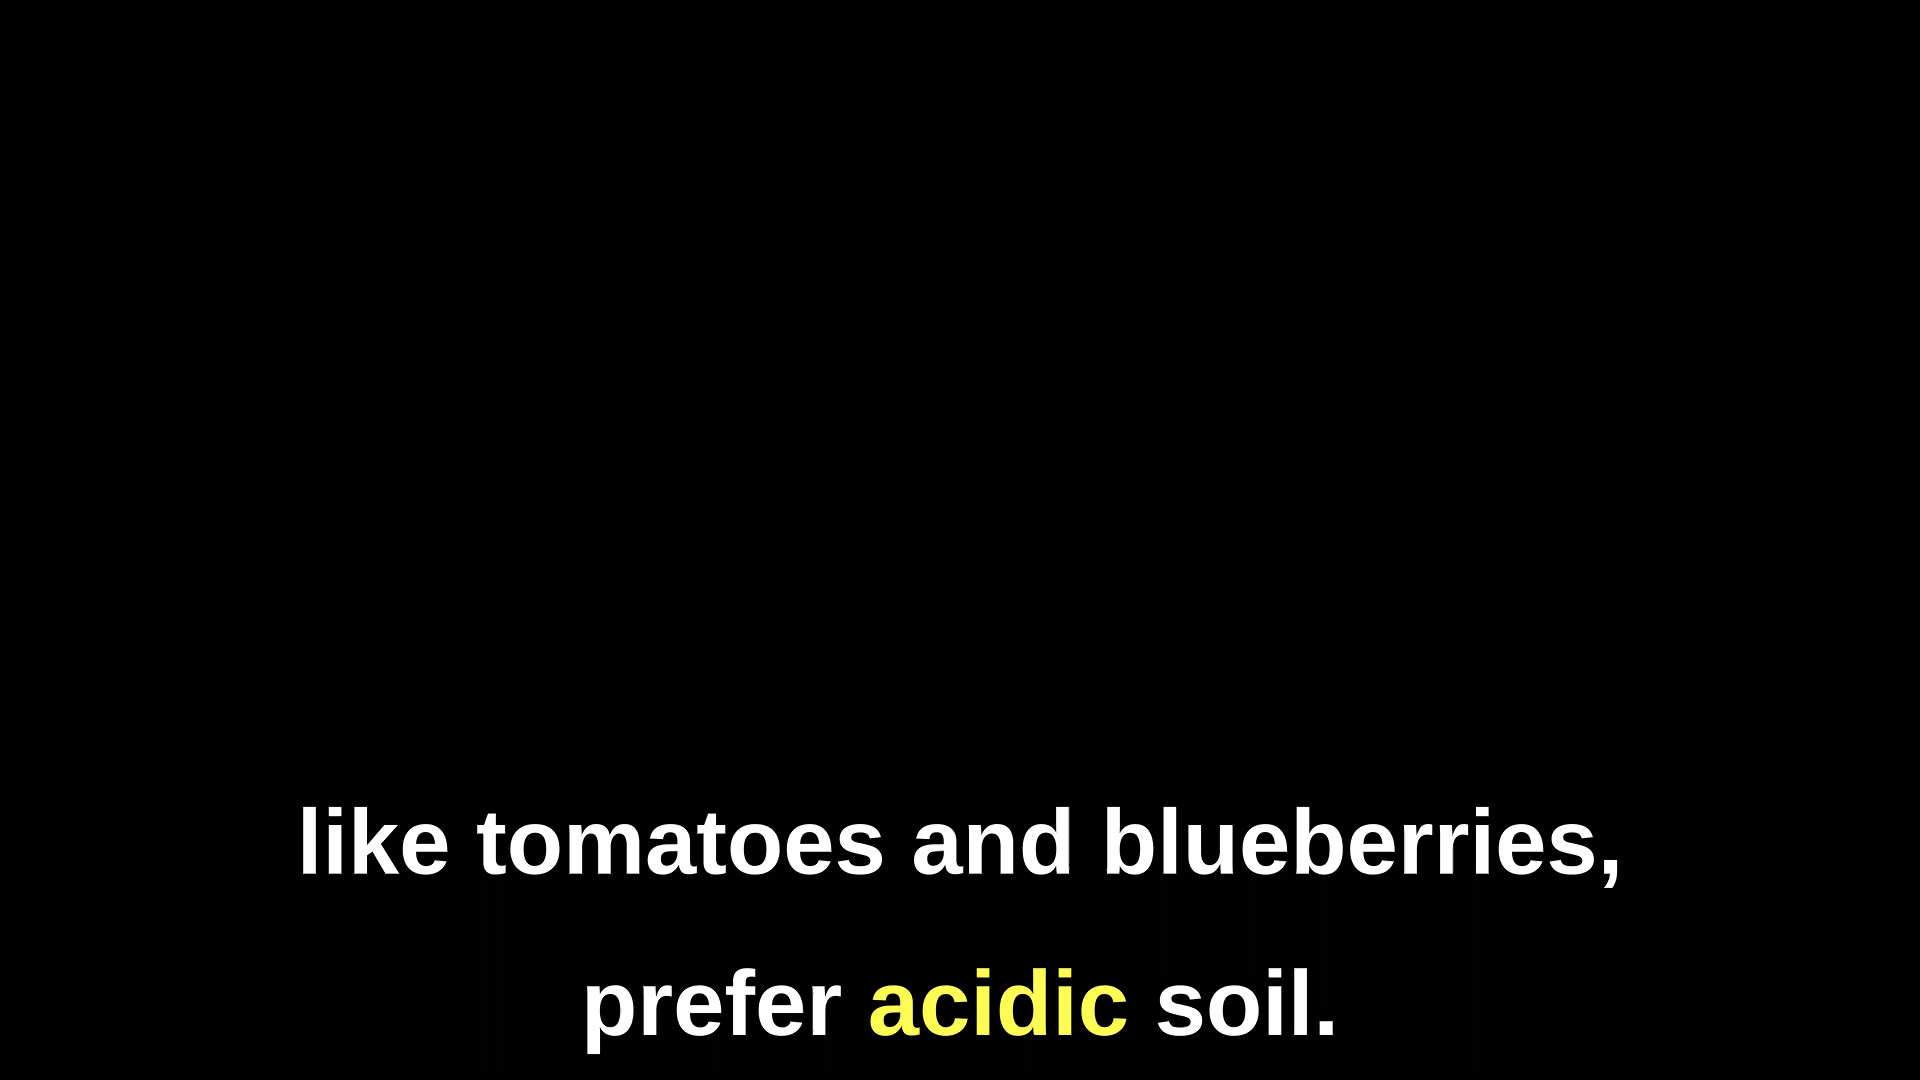 like tomatoes and blueberries,
prefer acidic soil.